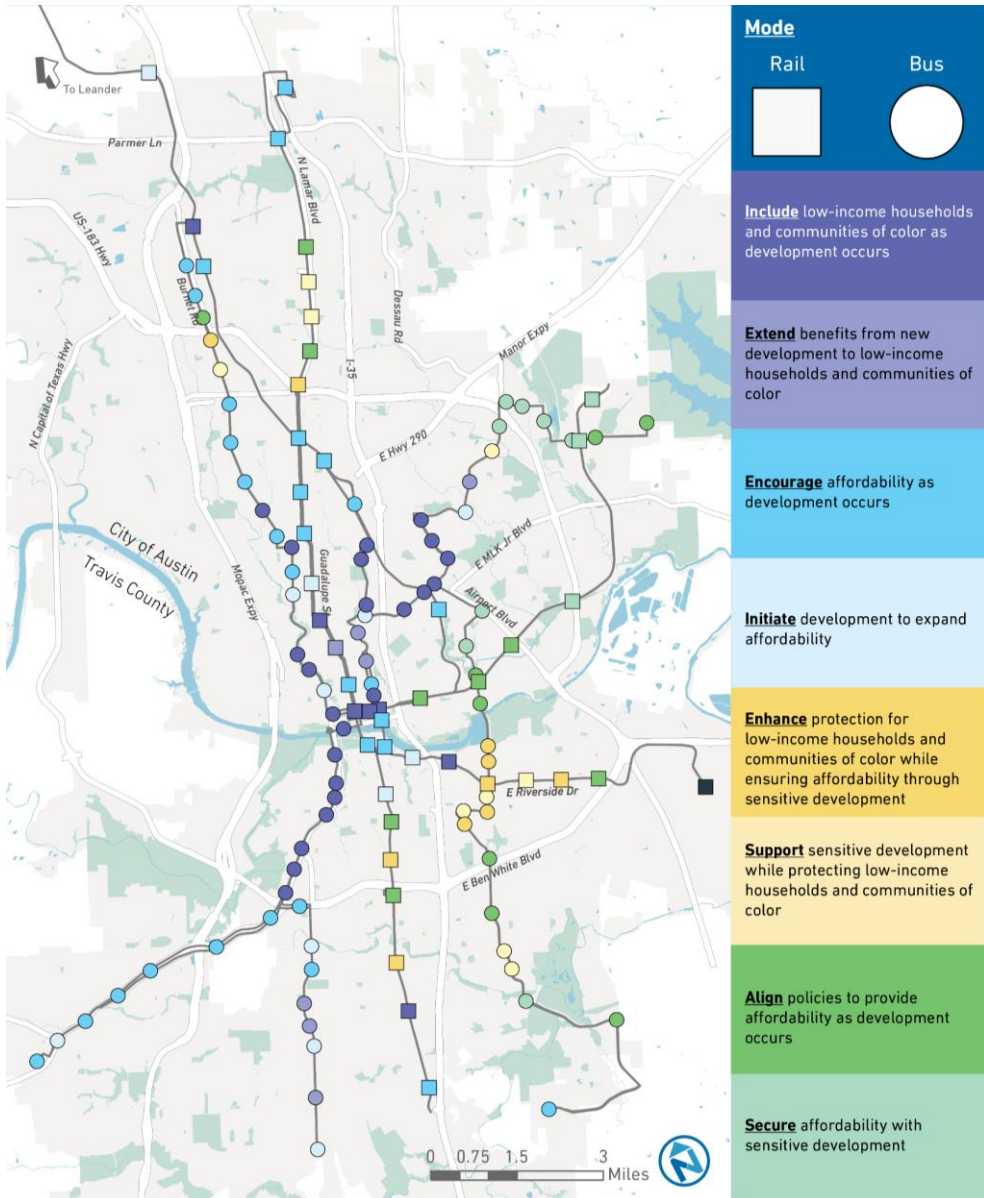 To Leander
Parmer Ln
N Lamar Blvd
US-183 Hwy
Burnet Rd
Dessau Rd
I-35
Manor Expy
N Capital of Texas Hwy
E Hwy 290
City of Austin
Travis County
Mopac Expy
Guadalupe St
E MLK Jr Blvd
Airport Blvd
E Riverside Dr
E Ben White Blvd
0 0.75 1.5 3
Miles
Mode
Rail Bus
Include low-income households
and communities of color as
development occurs
Extend benefits from new
development to low-income
households and communities of
color
Encourage affordability as
development occurs
Initiate development to expand
affordability
Enhance protection for
low-income households and
communities of color while
ensuring affordability through
sensitive development
Support sensitive development
while protecting low-income
households and communities of
color
Align policies to provide
affordability as development
occurs
Secure affordability with
sensitive development